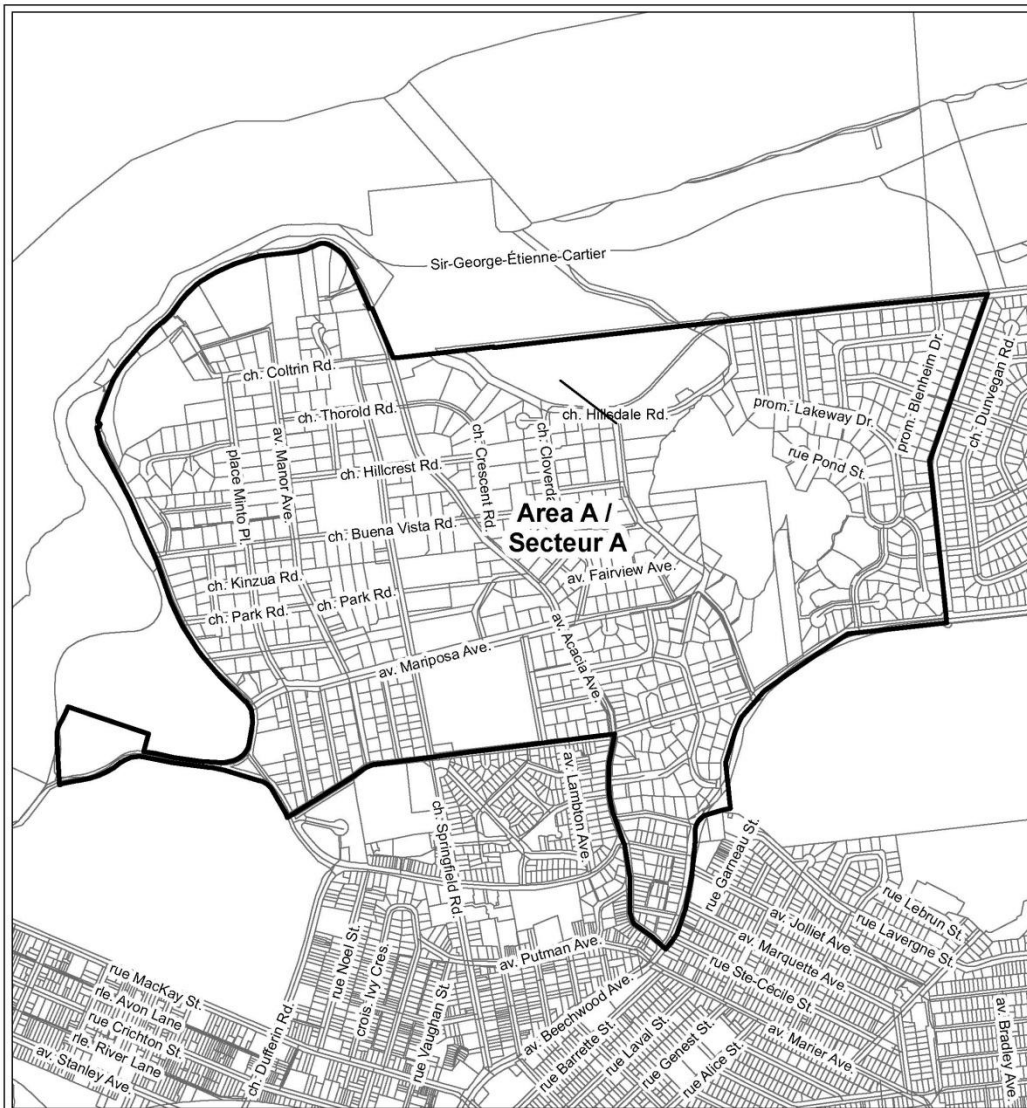 Sir-George-Étienne-Cartier
ch. Coltrin Rd.
ch. Thorold Rd.
ch. Hillsdale Rd.
prom. Lakeway Dr.
prom. Blenheim Dr.
ch. Dunvegan Rd.
place Minto Pl.
av. Manor Ave.
ch. Hillcrest Rd.
ch. Crescent Rd.
ch. Cloverda
rue Pond St.
Area A /
Secteur A
ch. Buena Vista Rd.
ch. Kinzua Rd.
av. Fairview Ave.
ch. Park Rd.
ch. Park Rd.
av. Mariposa Ave.
av. Acacia Ave.
av. Lambton Ave.
ch. Springfield Rd.
rue Garneau St.
rue Lebrun St.
rue Lavergne St.
av. Jolliet Ave.
av. Marquette Ave.
rue Ste-Cécile St.
av. Marier Ave.
av. Bradley Ave.
av. Putman Ave.
av. Beechwood Ave.
rue Barrette St.
rue Laval St.
rue Genest St.
rue Alice St.
rue Noel St.
crois. Ivy Cres.
rue Vaughan St.
ch. Dufferin Rd.
rue MacKay St.
rle. Avon Lane
rue Crichton St.
rle. River Lane
av. Stanley Ave.